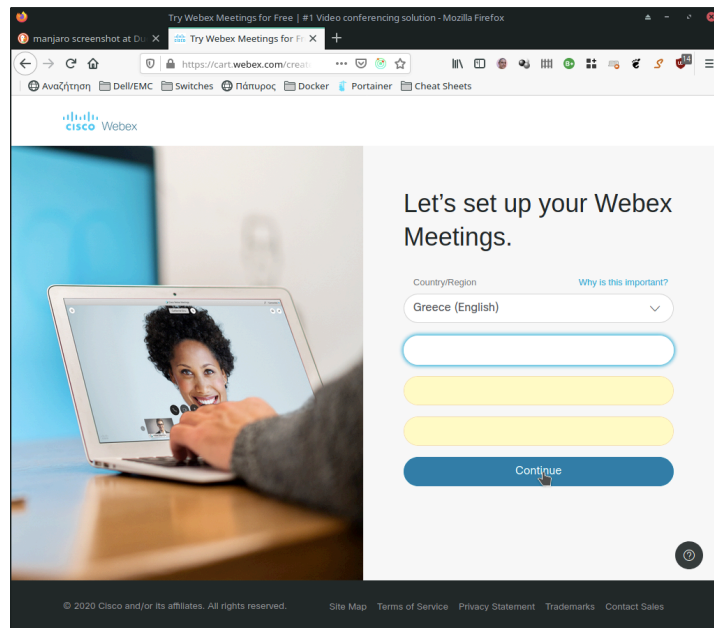 Try Webex Meetings for Free | #1 Video conferencing solution - Mozilla Firefox
manjaro screenshot at Du
Try Webex Meetings for Fr
https://cart.webex.com/creat
14
Αναζήτηση Dell/EMC Switches Πάπυρος Docker Portainer Cheat Sheets
CISCO Webex
Let's set up your Webex
Meetings.
Country/Region Why is this important?
Greece (English)
Continue
© 2020 Cisco and/or its affiliates. All rights reserved. Site Map Terms of Service Privacy Statement Trademarks Contact Sales